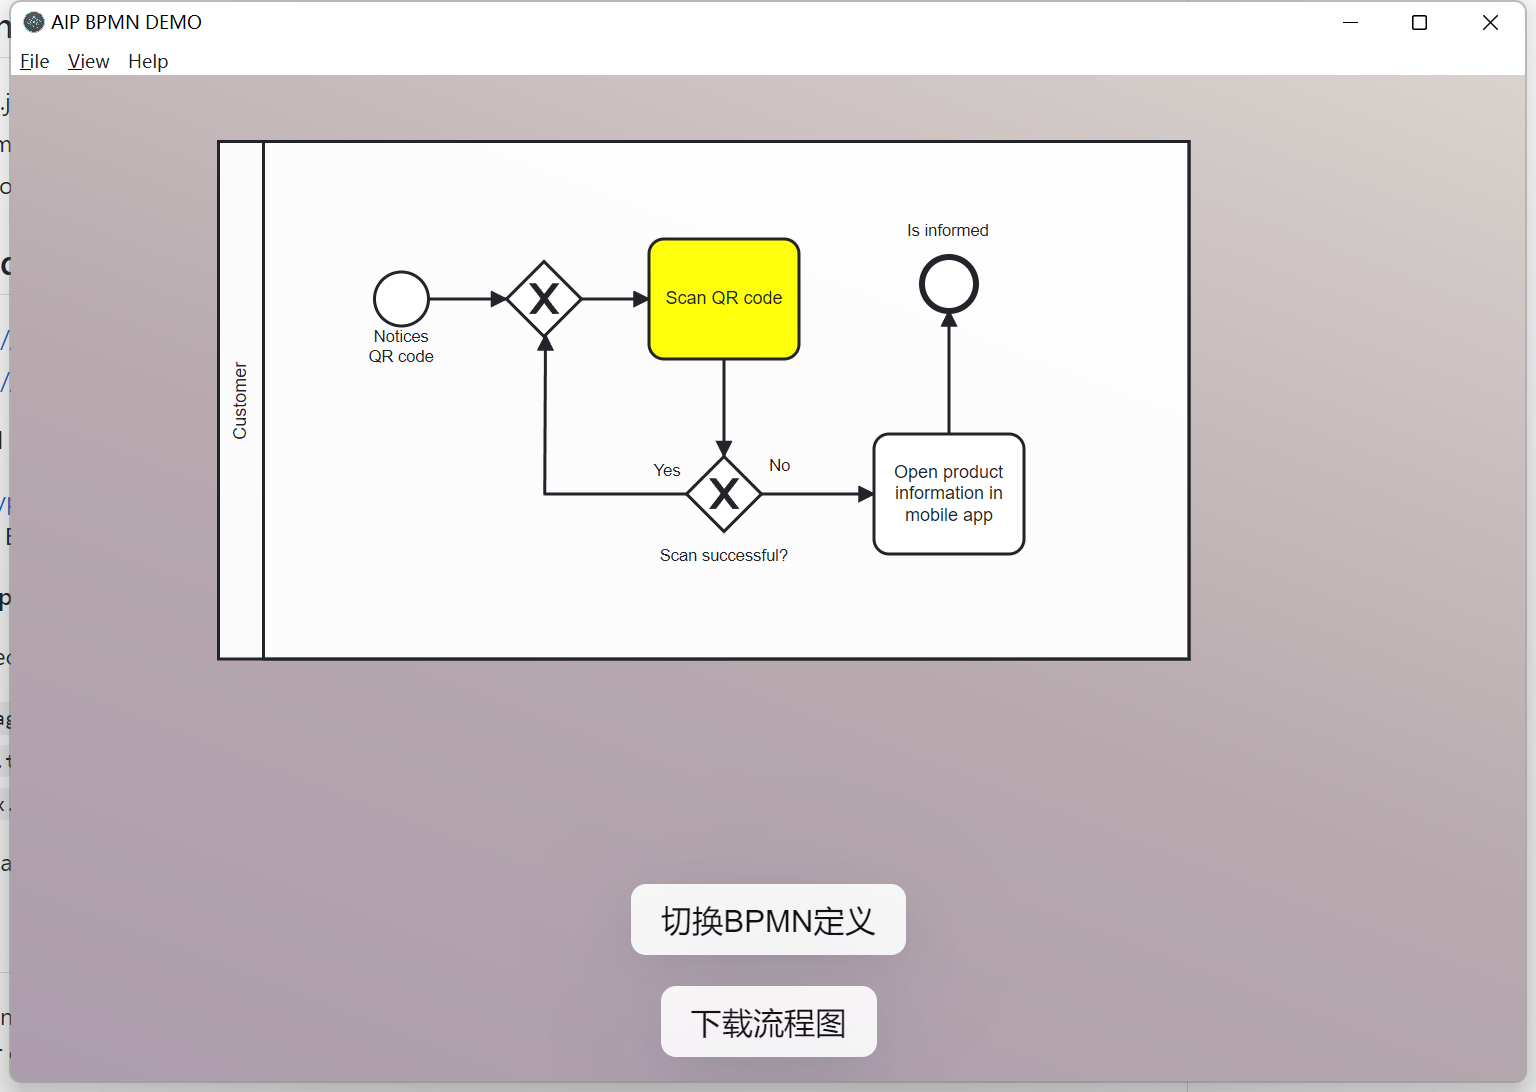 AIP BPMN DEMO
File View Help
Is informed
Scan QR code
Notices
QR code
Customer
Yes
No
Open product
information in
mobile app
Scan successful?
切换BPMN定义
下载流程图